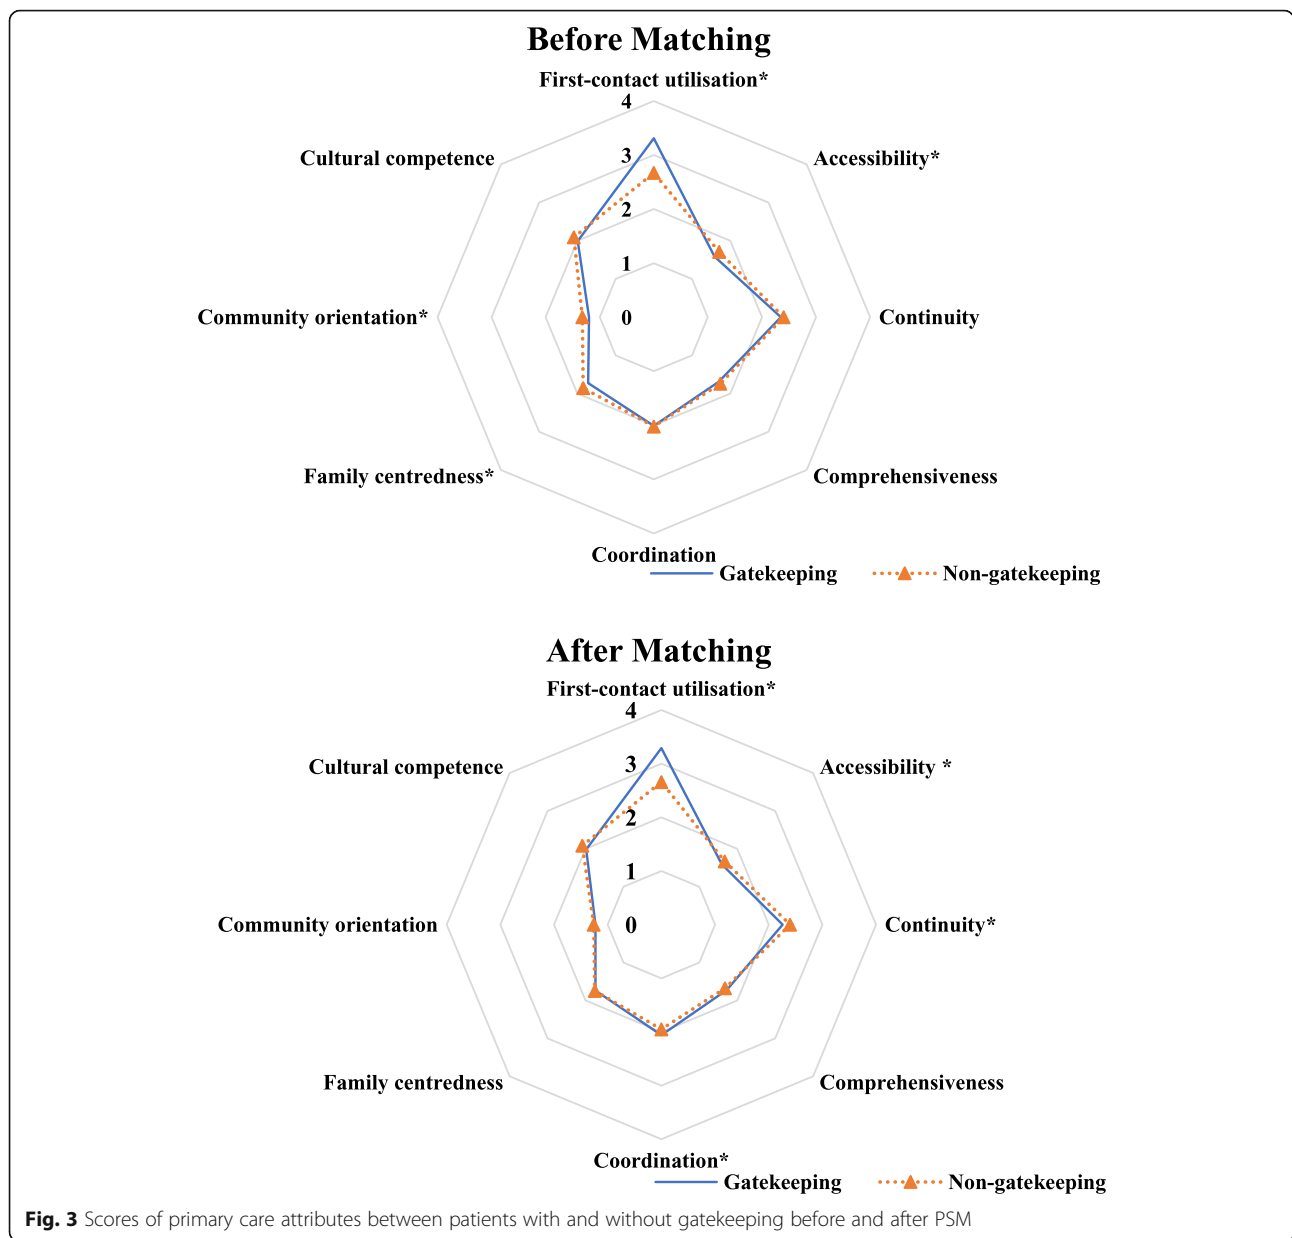 Before Matching
First-contact utilisation*
4
Cultural competence
Accessibility*
3
2
1
Community orientation*
0
Continuity
Family centredness*
Comprehensiveness
Coordination
Gatekeeping
Non-gatekeeping
After Matching
First-contact utilisation*
4
Cultural competence
Accessibility *
3
2
1
Community orientation
0
Continuity*
Family centredness
Comprehensiveness
Coordination*
Gatekeeping
Non-gatekeeping
Fig. 3 Scores of primary care attributes between patients with and without gatekeeping before and after PSM